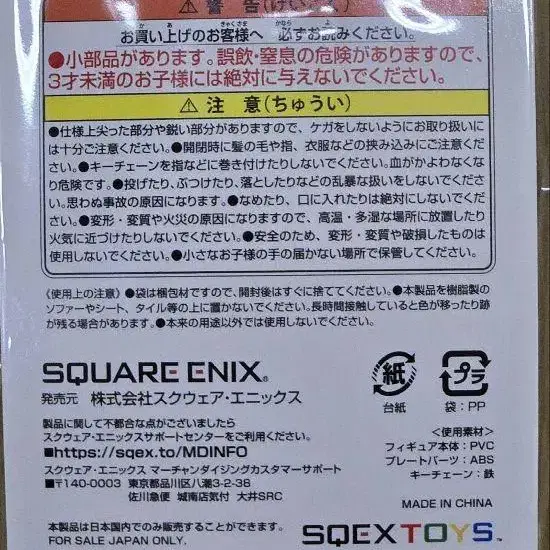 ⚠ 警 告(けいこく)
お買い上げのお客様へ 必ずお読みください。
●小部品があります。誤飲・窒息の危険がありますので、
3才未満のお子様には絶対に与えないでください。
⚠ 注 意(ちゅうい)
●仕様上尖った部分や鋭い部分がありますので、ケガをしないようにお取り扱いに
は十分ご注意ください。●開閉時に髪の毛や指、衣服などの挟み込みにご注意くだ
さい。●キーチェーンを指などに巻き付けたりしないでください。血がかよわなくな
り危険です。●投げたり、ぶつけたり、落としたりなどの乱暴な扱いをしないでくださ
い。思わぬ事故の原因になります。●なめたり、口に入れたりは絶対にしないでくださ
い。●変形・変質や火災の原因になりますので、高温・多湿な場所に放置したり
火気に近づけたりしないでください。●安全のため、変形・変質や破損したものは
使用しないでください。●小さなお子様の手の届かない場所で保管してください。
〈使用上の注意〉●袋は梱包材ですので、開封後はすぐに捨ててください。●本製品を樹脂製の
ソファーやシート、タイル等の上に置かないでください。長時間接触していると色が移ったり跡
が残る場合があります。●本来の用途以外では使用しないでください。
SQUARE ENIX®
発売元 株式会社スクウェア・エニックス
紙
台紙
プラ
袋:PP
製品に関して不都合な点がございましたら
スクウェア・エニックスサポートセンターをご利用ください。
■https://sqex.to/MDINFO
スクウェア・エニックス マーチャンダイジングカスタマーサポート
■〒140-0003 東京都品川区八潮3-2-38
佐川急便 城南店気付 大井SRC
<使用素材>
フィギュア本体:PVC
プレートパーツ:ABS
キーチェーン:鉄
MADE IN CHINA
本製品は日本国内でのみ販売することができます。
FOR SALE JAPAN ONLY.
SQEXTOYS™